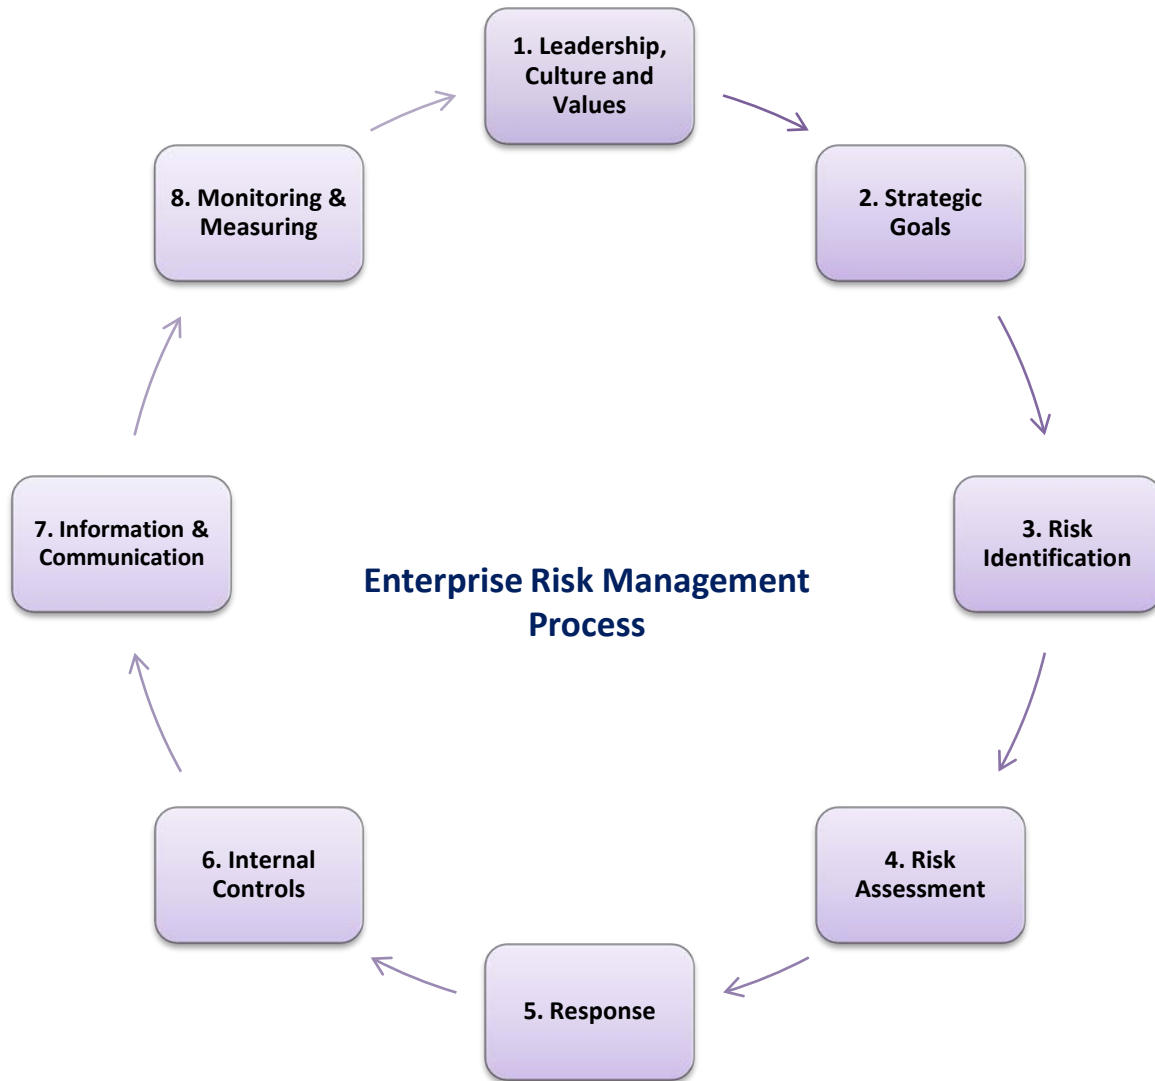 1. Leadership,
Culture and
Values
2. Strategic
Goals
3. Risk
Identification
4. Risk
Assessment
5. Response
6. Internal
Controls
7. Information &
Communication
8. Monitoring &
Measuring
Enterprise Risk Management
Process